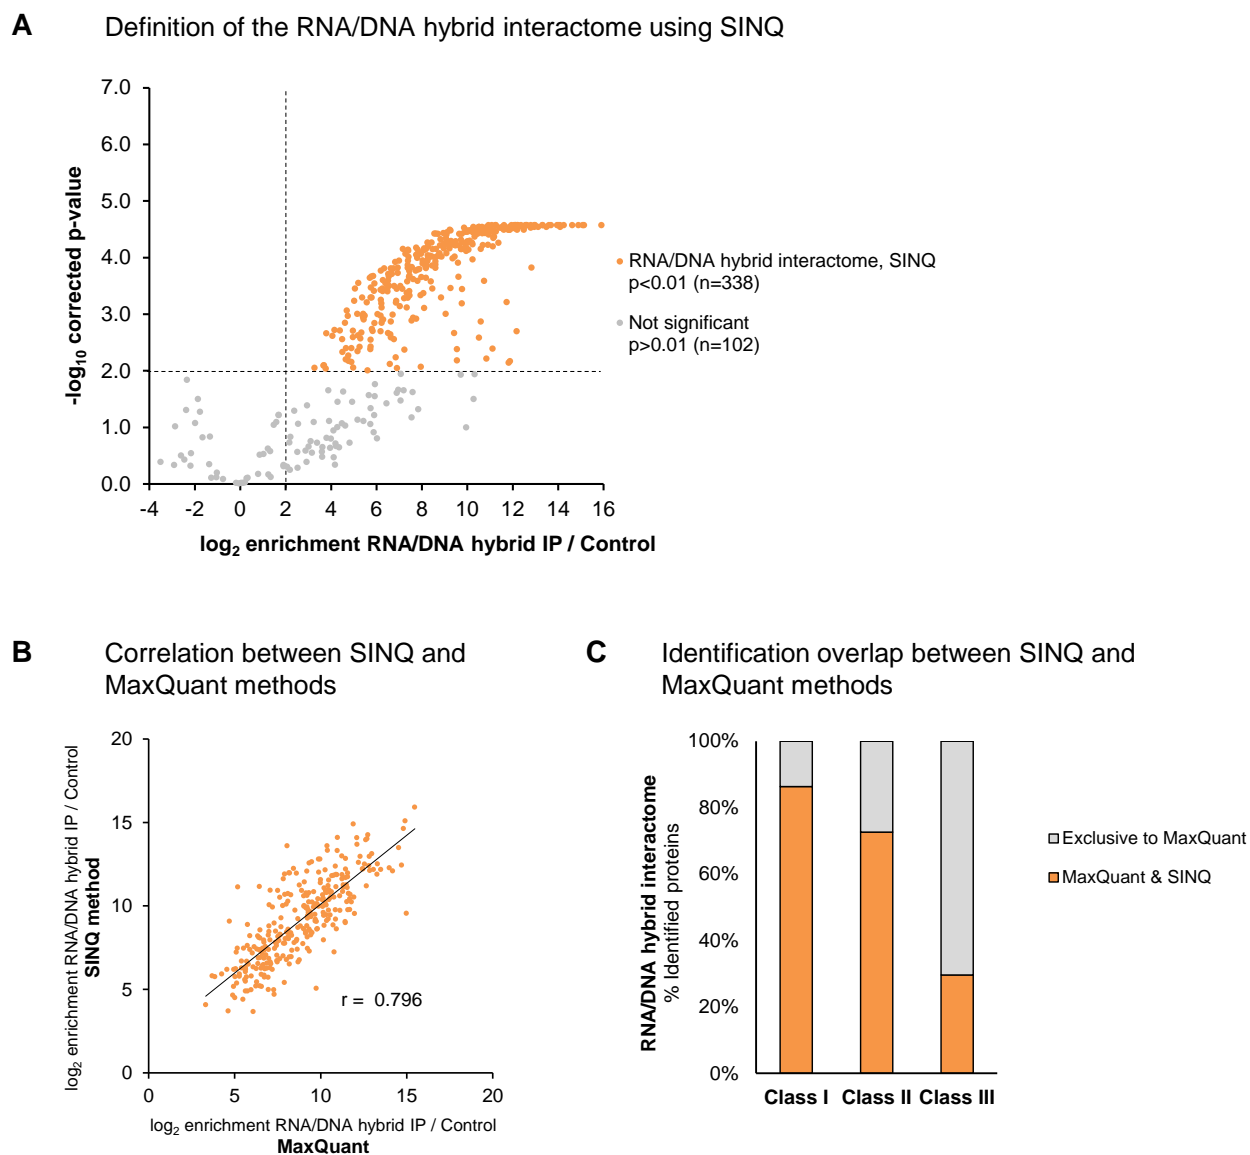 A
Definition of the RNA/DNA hybrid interactome using SINQ
7.0
6.0
5.0
4.0
3.0
2.0
1.0
0.0
-log10 corrected p-value
-4 -2 0 2 4 6 8 10 12 14 16
log2 enrichment RNA/DNA hybrid IP / Control
RNA/DNA hybrid interactome, SINQ
p<0.01 (n=338)
Not significant
p>0.01 (n=102)
B
Correlation between SINQ and
MaxQuant methods
20
15
10
5
0
log2 enrichment RNA/DNA hybrid IP / Control
SINQ method
r = 0.796
0 5 10 15 20
log2 enrichment RNA/DNA hybrid IP / Control
MaxQuant
C
Identification overlap between SINQ and
MaxQuant methods
100%
80%
60%
40%
20%
0%
RNA/DNA hybrid interactome
% Identified proteins
Class I Class II Class III
Exclusive to MaxQuant
MaxQuant & SINQ